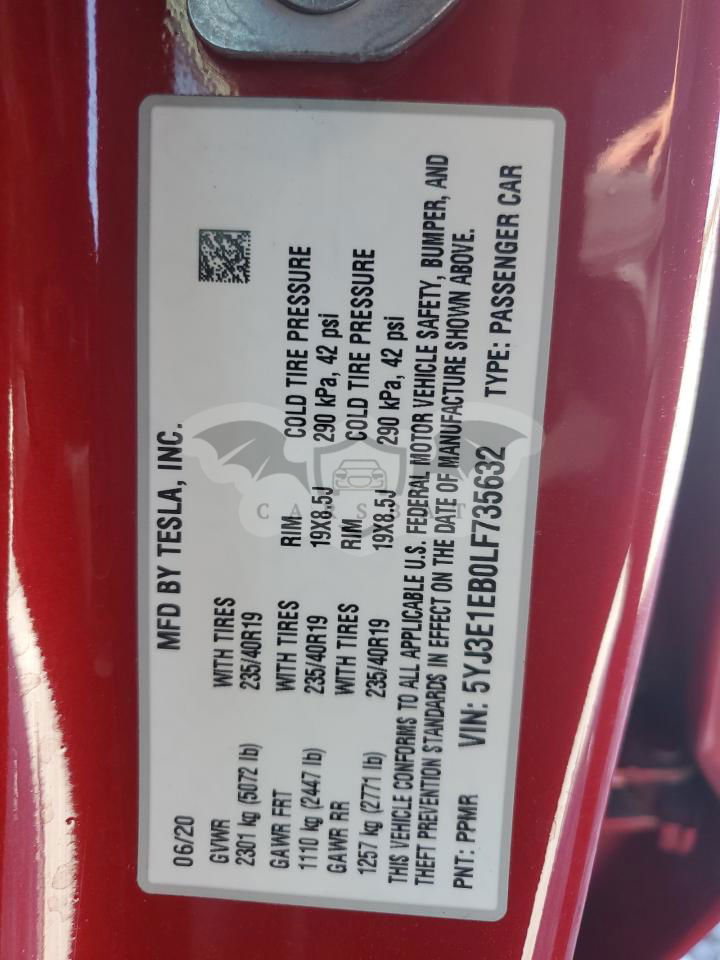 MFD BY TESLA, INC.
06/20
GVWR WITH TIRES
2301 kg (5072 lb) 235/40R19
GAWR FRT WITH TIRES RIM COLD TIRE PRESSURE
1110 kg (2447 lb) 235/40R19 19X8.5J 290 kPa, 42 psi
GAWR RR WITH TIRES RIM COLD TIRE PRESSURE
1257 kg (2771 lb) 235/40R19 19X8.5J 290 kPa, 42 psi
THIS VEHICLE CONFORMS TO ALL APPLICABLE U.S. FEDERAL MOTOR VEHICLE SAFETY, BUMPER, AND
THEFT PREVENTION STANDARDS IN EFFECT ON THE DATE OF MANUFACTURE SHOWN ABOVE.
PNT: PPMR VIN: 5YJ3E1EB0LF735632 TYPE: PASSENGER CAR
CARSBAT